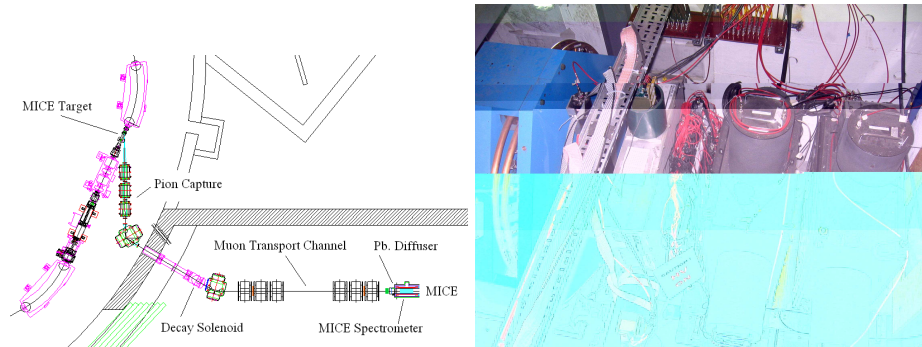 MICE Target
Pion Capture
Muon Transport Channel
Pb. Diffuser
MICE
Decay Solenoid
MICE Spectrometer